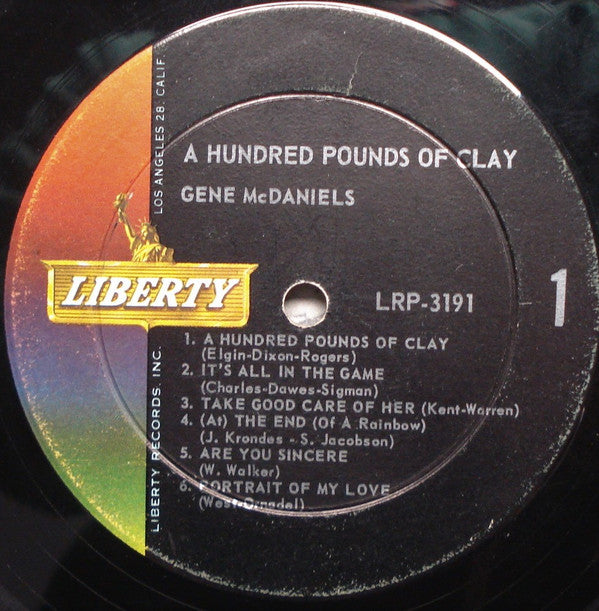 A HUNDRED POUNDS OF CLAY
GENE McDANIELS
LOS ANGELES 28, CALIF.
LIBERTY
LRP-3191
1
1. A HUNDRED POUNDS OF CLAY
(Elgin-Dixon-Rogers)
2. IT'S ALL IN THE GAME
(Charles-Dawes-Sigman)
3. TAKE GOOD CARE OF HER (Kent-Warren)
4. (At) THE END (Of A Rainbow)
(J. Krondes - S. Jacobson)
5. ARE YOU SINCERE
(W. Walker)
6. PORTRAIT OF MY LOVE
LIBERTY RECORDS, INC.